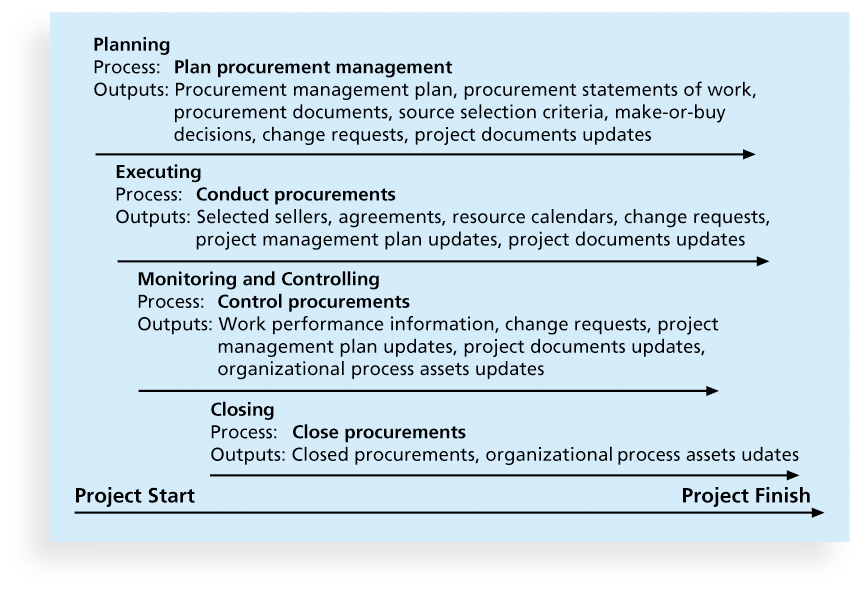 Planning
Process: Plan procurement management
Outputs: Procurement management plan, procurement statements of work,
procurement documents, source selection criteria, make-or-buy
decisions, change requests, project documents updates
Executing
Process: Conduct procurements
Outputs: Selected sellers, agreements, resource calendars, change requests,
project management plan updates, project documents updates
Monitoring and Controlling
Process: Control procurements
Outputs: Work performance information, change requests, project
management plan updates, project documents updates,
organizational process assets updates
Closing
Process: Close procurements
Outputs: Closed procurements, organizational process assets udates
Project Start Project Finish